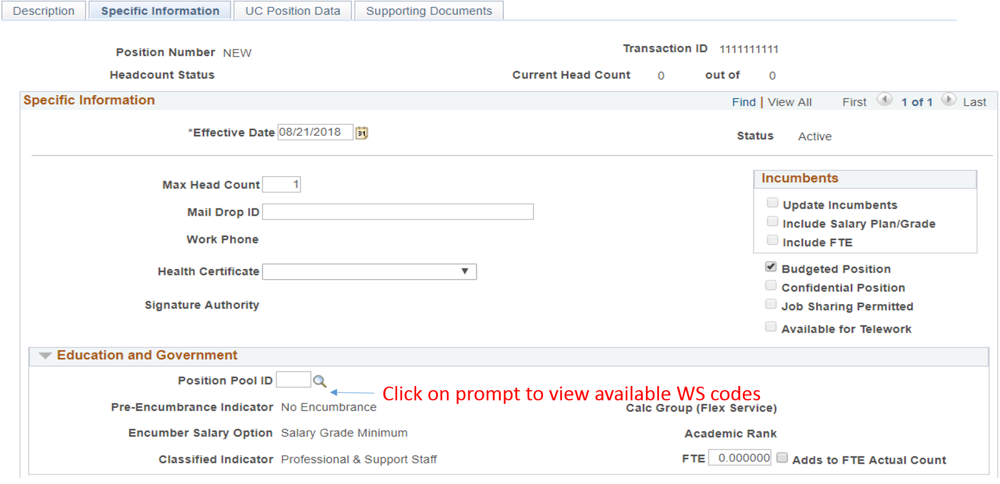 Description Specific Information UC Position Data Supporting Documents
Position Number NEW Transaction ID 1111111111
Headcount Status Current Head Count 0 out of 0
Specific Information Find | View All First 1 of 1 Last
*Effective Date 08/21/2018 31 Status Active
Max Head Count 1
Incumbents
Update Incumbents
Include Salary Plan/Grade
Include FTE
Mail Drop ID
Work Phone
Health Certificate
Signature Authority
Budgeted Position
Confidential Position
Job Sharing Permitted
Available for Telework
Education and Government
Position Pool ID
Click on prompt to view available WS codes
Pre-Encumbrance Indicator No Encumbrance Calc Group (Flex Service)
Encumber Salary Option Salary Grade Minimum Academic Rank
Classified Indicator Professional & Support Staff FTE 0.000000 Adds to FTE Actual Count